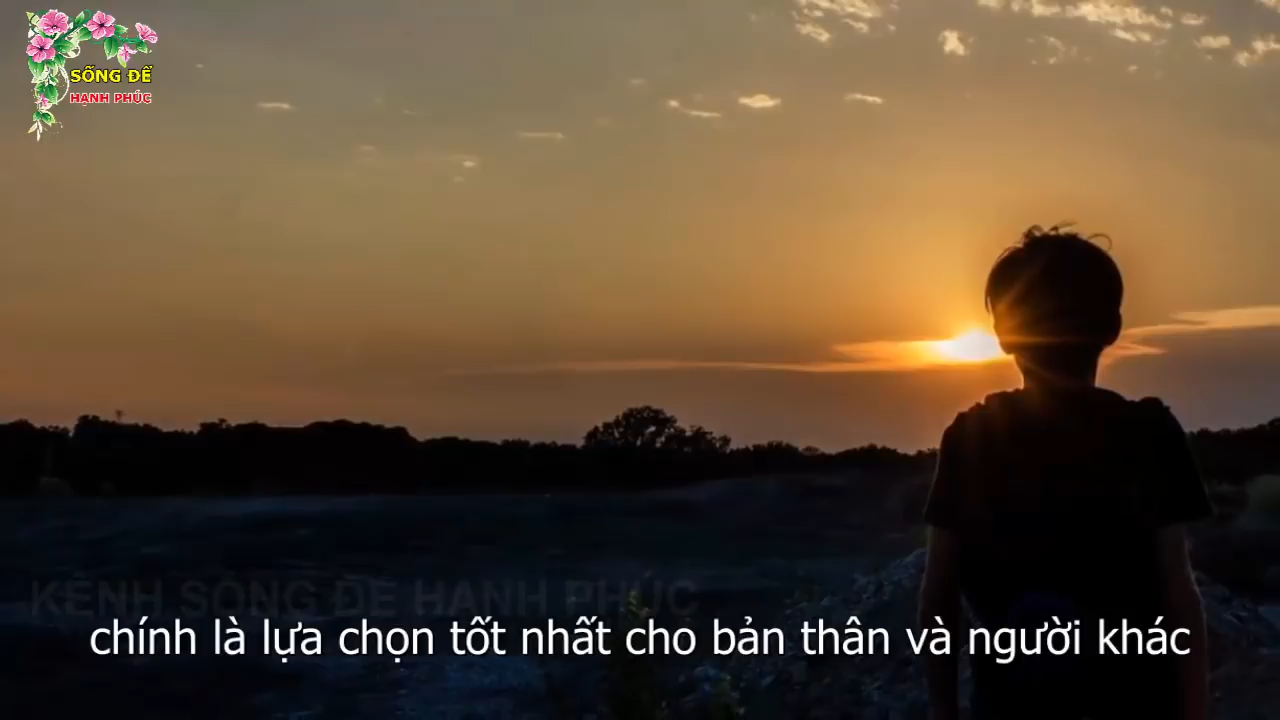 SỐNG ĐỂ
HẠNH PHÚC
KÊNH SỐNG ĐỂ HẠNH PHÚC
chính là lựa chọn tốt nhất cho bản thân và người khác